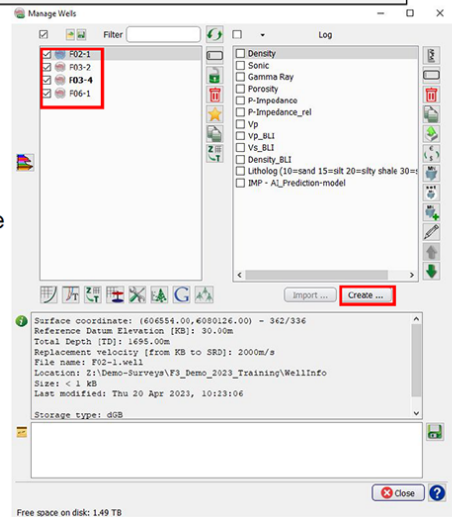 Manage Wells
Filter
Log
F02-1
F03-2
F03-4
F06-1
Density
Sonic
Gamma Ray
Porosity
P-Impedance
P-Impedance_rel
Vp
Vp_BLI
Vs_BLI
Density_BLI
Litholog (10=sand 15=silt 20=silty shale 30=s
IMP - AI_Prediction-model
e
Import ...
Create ...
Surface coordinate: (606554.00,6080126.00) - 362/336
Reference Datum Elevation [KB]: 30.00m
Total Depth [TD]: 1695.00m
Replacement velocity [from KB to SRD]: 2000m/s
File name: F02-1.well
Location: Z:\Demo-Surveys\F3_Demo_2023_Training\WellInfo
Size: < 1 kB
Last modified: Thu 20 Apr 2023, 10:23:06
Storage type: dGB
Close
Free space on disk: 1.49 TB